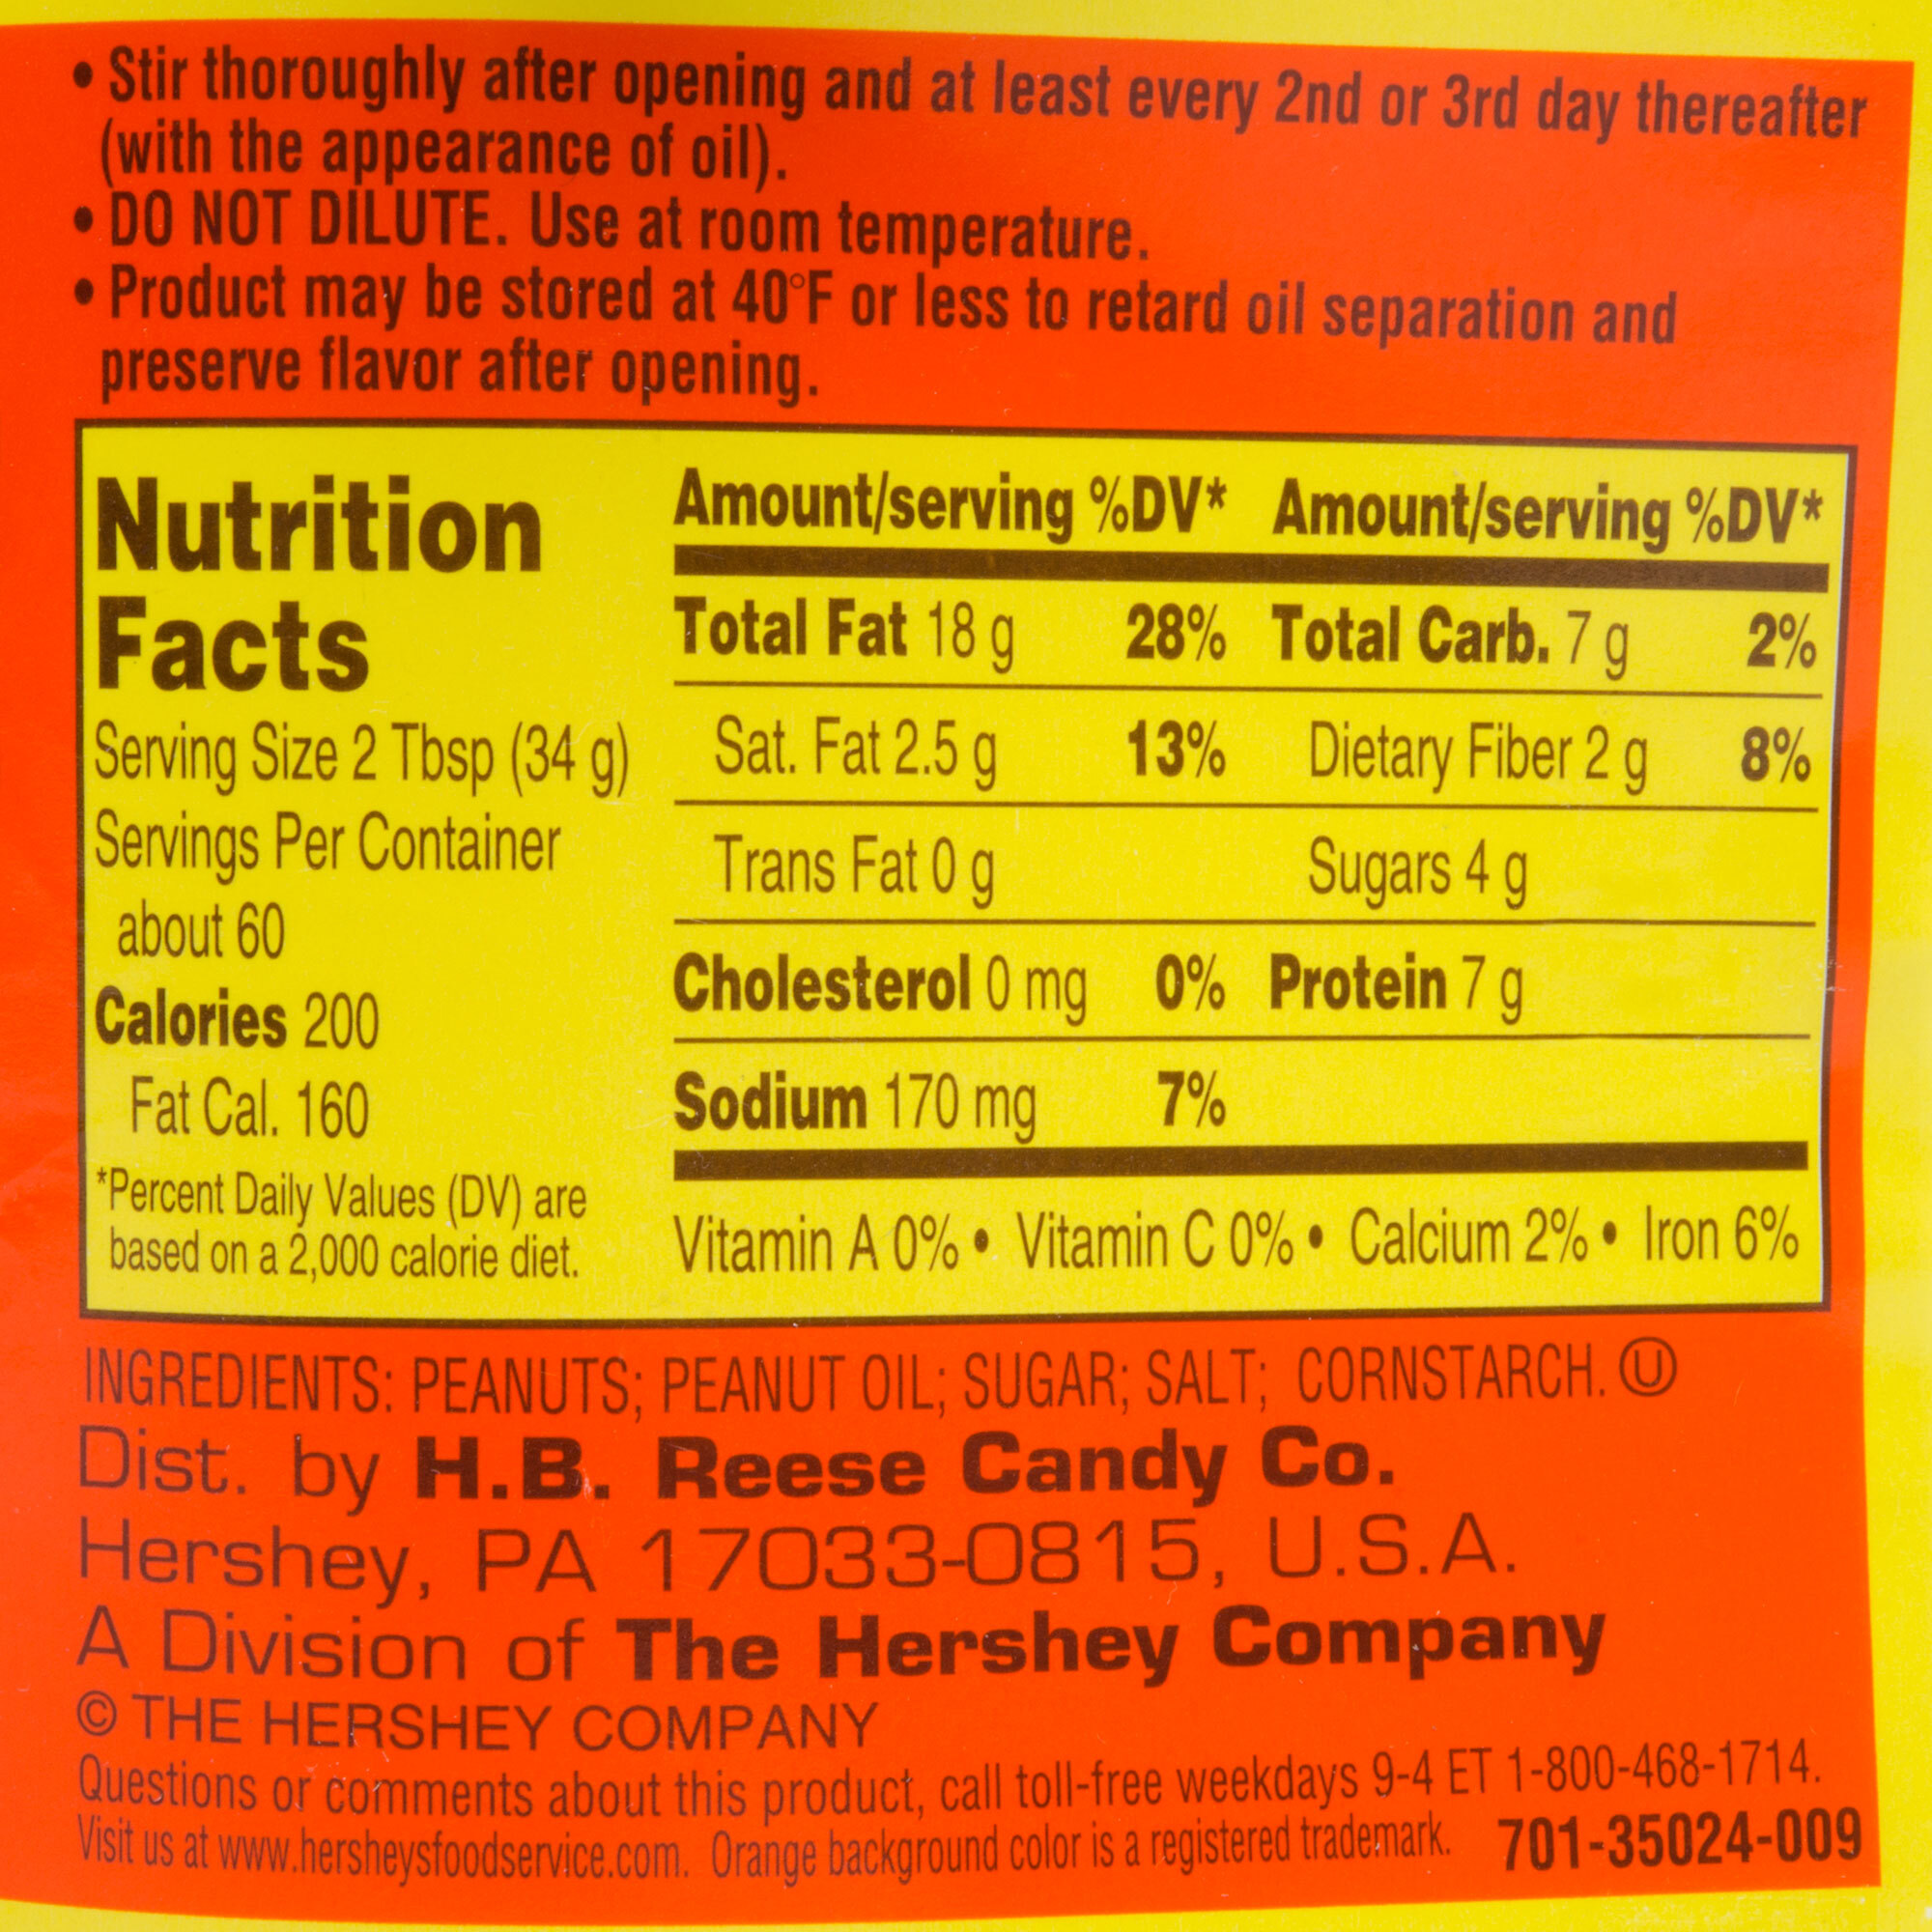 • Stir thoroughly after opening and at least every 2nd or 3rd day thereafter
(with the appearance of oil).
• DO NOT DILUTE. Use at room temperature.
• Product may be stored at 40°F or less to retard oil separation and
preserve flavor after opening.
Nutrition
Facts
Serving Size 2 Tbsp (34 g)
Servings Per Container
about 60
Calories 200
Fat Cal. 160
*Percent Daily Values (DV) are
based on a 2,000 calorie diet.
Amount/serving %DV* Amount/serving %DV*
Total Fat 18 g 28% Total Carb. 7 g 2%
Sat. Fat 2.5 g 13% Dietary Fiber 2 g 8%
Trans Fat 0 g Sugars 4 g
Cholesterol 0 mg 0% Protein 7 g
Sodium 170 mg 7%
Vitamin A 0% • Vitamin C 0% • Calcium 2% • Iron 6%
INGREDIENTS: PEANUTS; PEANUT OIL; SUGAR; SALT; CORNSTARCH. Ⓤ
Dist. by H.B. Reese Candy Co.
Hershey, PA 17033-0815, U.S.A.
A Division of The Hershey Company
© THE HERSHEY COMPANY
Questions or comments about this product, call toll-free weekdays 9-4 ET 1-800-468-1714.
Visit us at www.hersheysfoodservice.com. Orange background color is a registered trademark. 701-35024-009